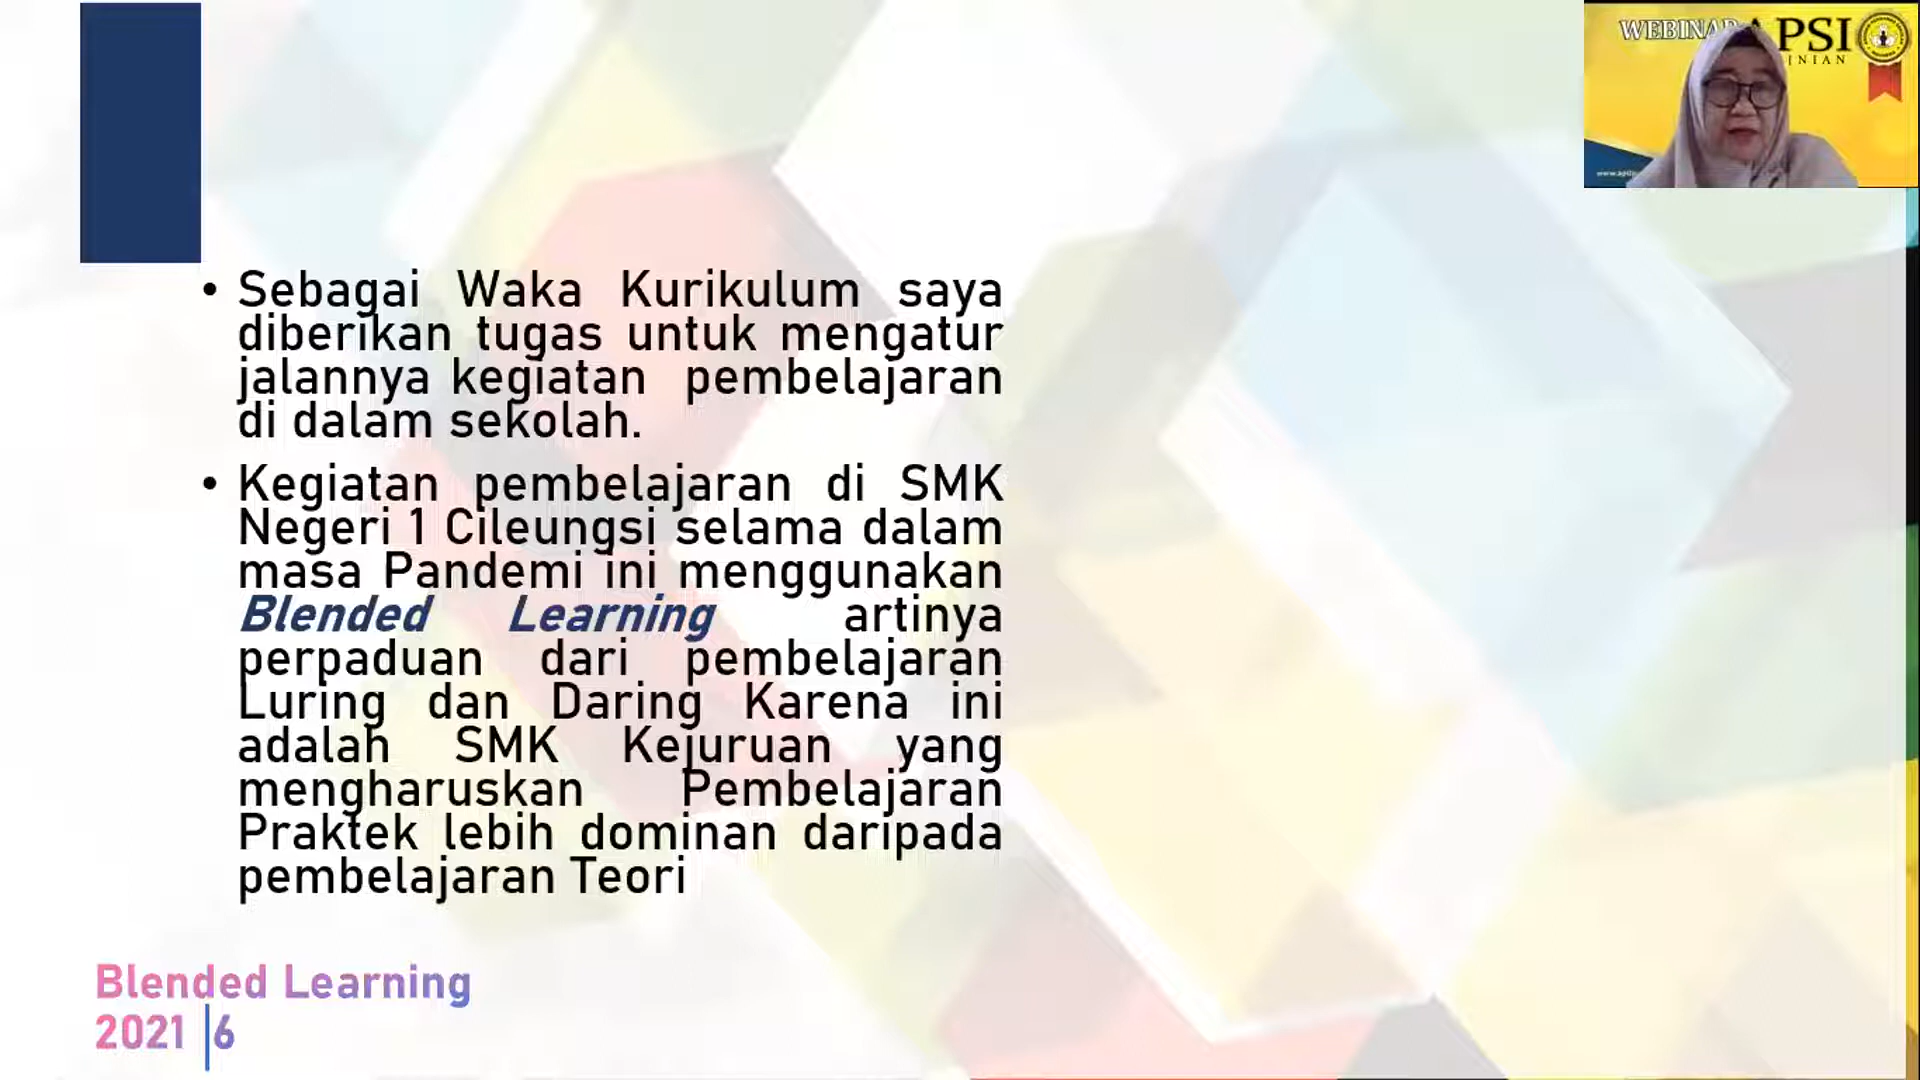 WEBINAR APSI
INIAN
• Sebagai Waka Kurikulum saya
diberikan tugas untuk mengatur
jalannya kegiatan pembelajaran
di dalam sekolah.
• Kegiatan pembelajaran di SMK
Negeri 1 Cileungsi selama dalam
masa Pandemi ini menggunakan
Blended Learning artinya
perpaduan dari pembelajaran
Luring dan Daring Karena ini
adalah SMK Kejuruan yang
mengharuskan Pembelajaran
Praktek lebih dominan daripada
pembelajaran Teori
Blended Learning
2021 |6